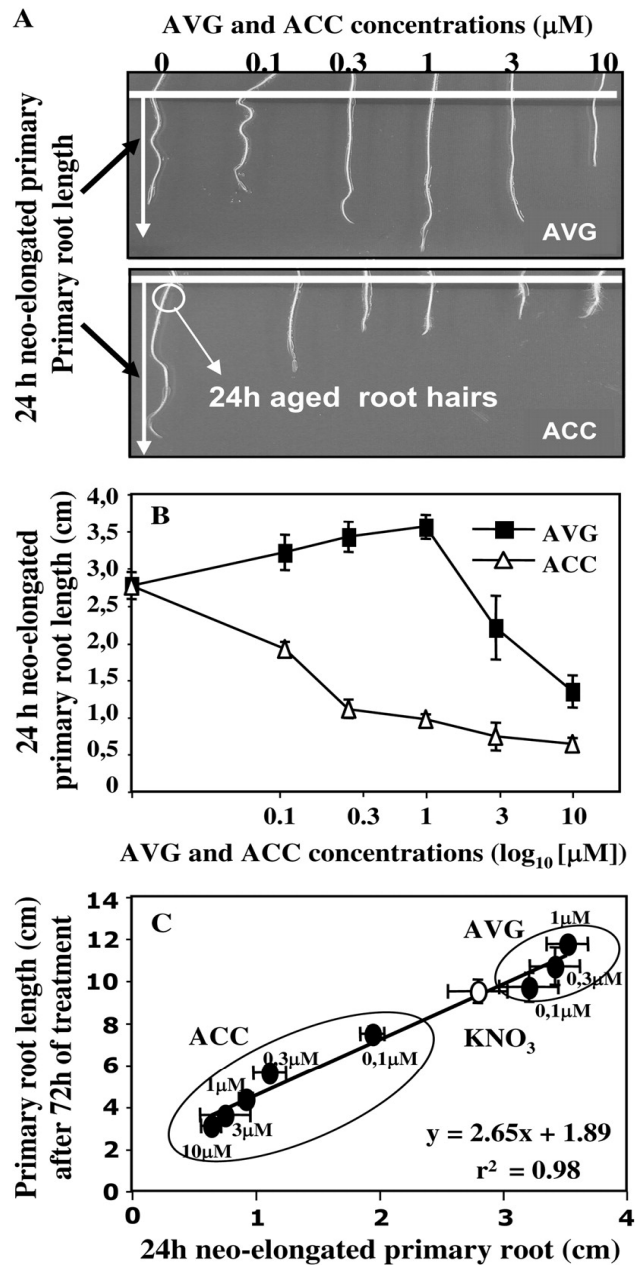 A
AVG and ACC concentrations (µM)
0 0.1 0.3 1 3 10
24 h neo-elongated primary
Primary root length
AVG
24h aged root hairs
ACC
B
24 h neo-elongated
primary root length (cm)
4,0
3,5
3,0
2,5
2,0
1,5
1,0
0,5
0
AVG
ACC
0.1 0.3 1 3 10
AVG and ACC concentrations (log10 [µM])
C
Primary root length (cm)
after 72h of treatment
14
12
10
8
6
4
2
0
AVG
1µM
0,3µM
0,1µM
KNO3
ACC
0,3µM
0,1µM
1µM
3µM
10µM
y = 2.65x + 1.89
r² = 0.98
0 1 2 3 4
24h neo-elongated primary root (cm)